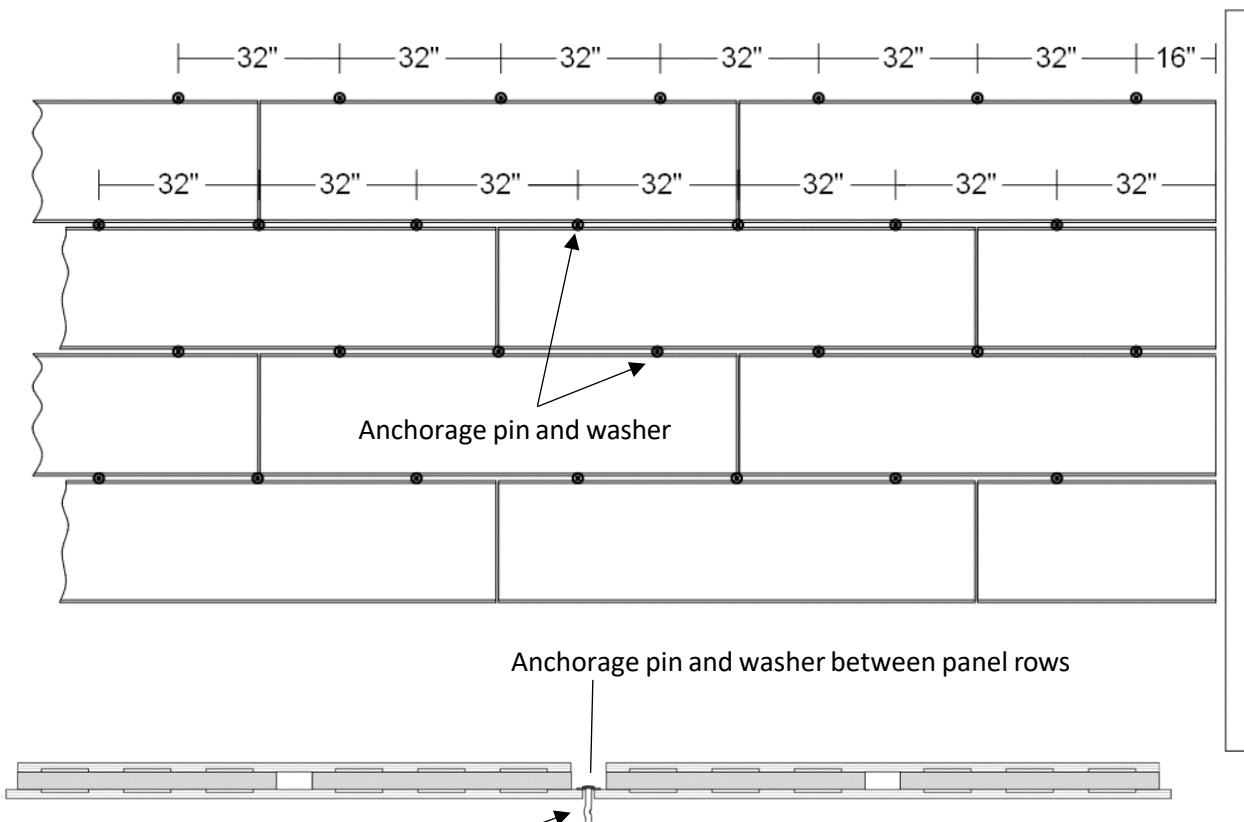 32" 32" 32" 32" 32" 32" 16"
32" 32" 32" 32" 32" 32" 32"
Anchorage pin and washer
Anchorage pin and washer between panel rows